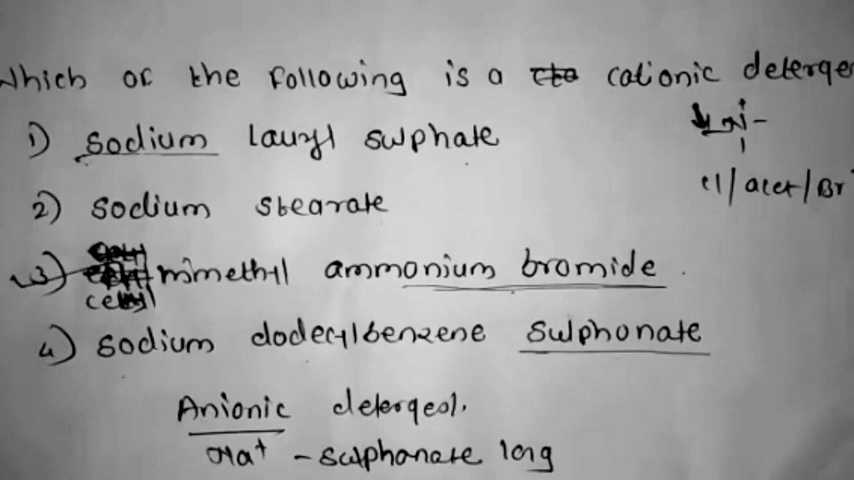 Which of the following is a cationic deterge
1) sodium lauryl sulphate
N -
Cl / acet / Br
2) sodium stearate
3) cetyl trimethyl ammonium bromide
4) sodium dodecylbenzene sulphonate
Anionic detergeol.
Na+ - sulphonate long